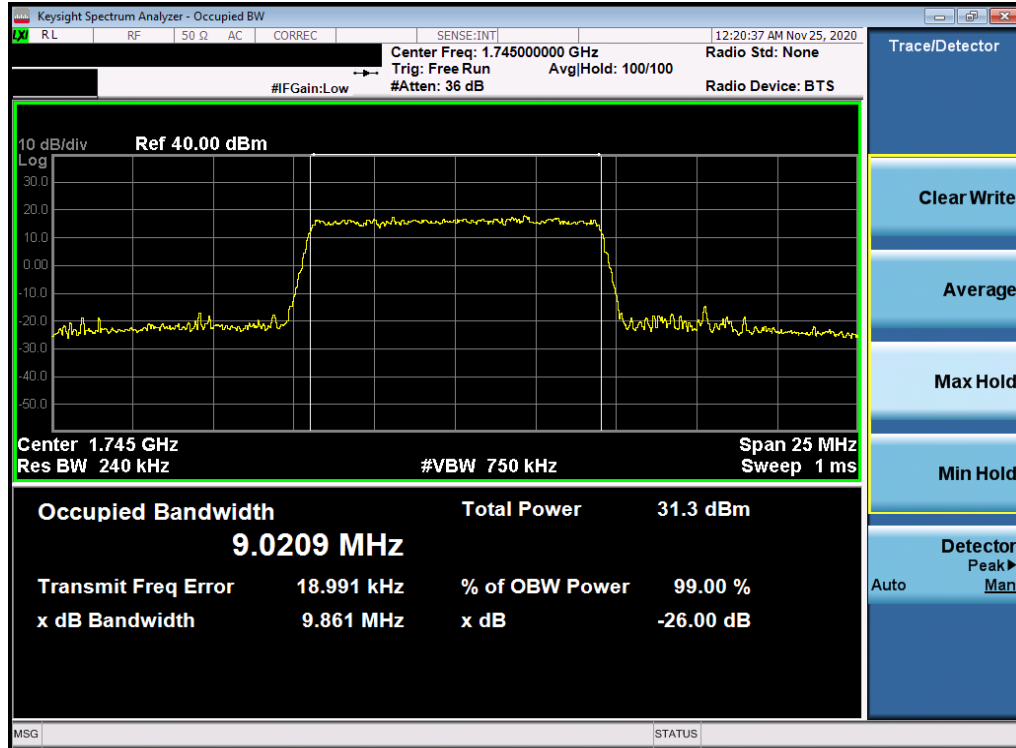 Keysight Spectrum Analyzer - Occupied BW
LXI RL RF 50 Ω AC CORREC SENSE:INT 12:20:37 AM Nov 25, 2020
Center Freq: 1.745000000 GHz Radio Std: None
Trig: Free Run Avg|Hold: 100/100
#IFGain:Low #Atten: 36 dB Radio Device: BTS
10 dB/div Ref 40.00 dBm
Log
30.0
20.0
10.0
0.00
-10.0
-20.0
-30.0
-40.0
-50.0
Center 1.745 GHz Span 25 MHz
Res BW 240 kHz #VBW 750 kHz Sweep 1 ms
Occupied Bandwidth Total Power 31.3 dBm
9.0209 MHz
Transmit Freq Error 18.991 kHz % of OBW Power 99.00 %
x dB Bandwidth 9.861 MHz x dB -26.00 dB
MSG STATUS
Trace/Detector
Clear Write
Average
Max Hold
Min Hold
Detector
Peak▶
Auto Man